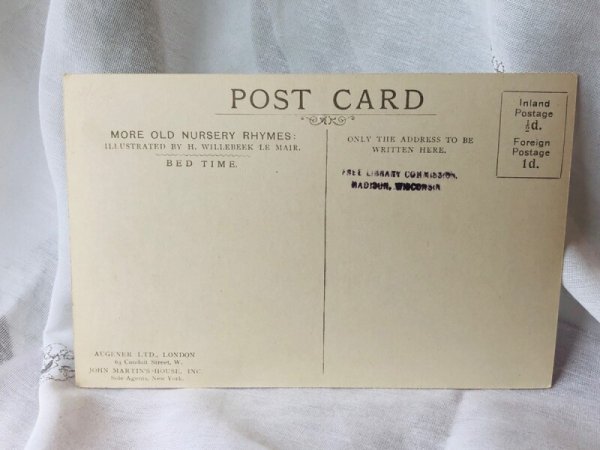 POST CARD
MORE OLD NURSERY RHYMES:
ILLUSTRATED BY H. WILLEBEEK LE MAIR.
BED TIME.
ONLY THE ADDRESS TO BE
WRITTEN HERE.
Inland
Postage
½d.
Foreign
Postage
1d.
FREE LIBRARY COMMISSION,
MADISON, WISCONSIN
AUGENER LTD., LONDON
63 Conduit Street, W.
JOHN MARTIN'S HOUSE, INC.
Sole Agents, New York.